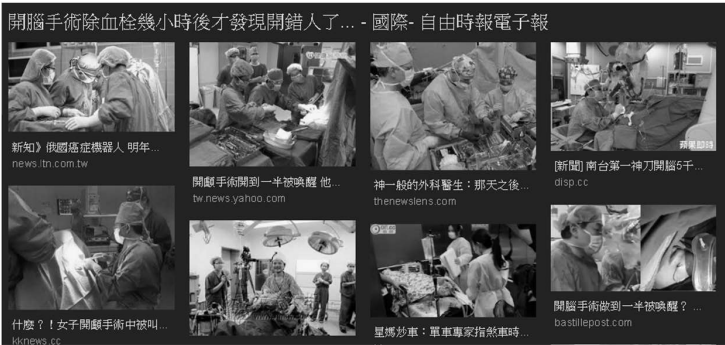 開腦手術除血栓幾小時後才發現開錯人了... - 國際- 自由時報電子報
新知》俄國癌症機器人 明年...
news.ltn.com.tw
開顱手術開到一半被喚醒 他...
tw.news.yahoo.com
神一般的外科醫生：那天之後...
thenewslens.com
蘋果即時
[新聞] 南台第一神刀開腦5千...
disp.cc
什麼？！女子開顱手術中被叫...
kknews.cc
星媽炒車：單車專家指煞車時...
開腦手術做到一半被喚醒？ ...
bastillepost.com